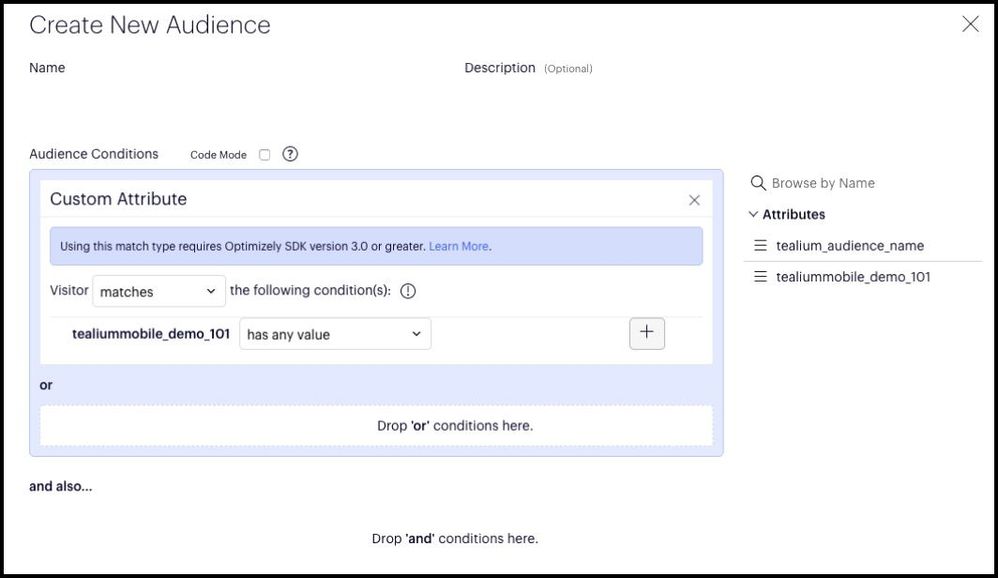 Create New Audience
Name
Description (Optional)
Audience Conditions Code Mode ?
Custom Attribute
Using this match type requires Optimizely SDK version 3.0 or greater. Learn More.
Visitor matches the following condition(s): !
tealiummobile_demo_101 has any value +
or
Drop 'or' conditions here.
and also...
Drop 'and' conditions here.
Browse by Name
Attributes
tealium_audience_name
tealiummobile_demo_101